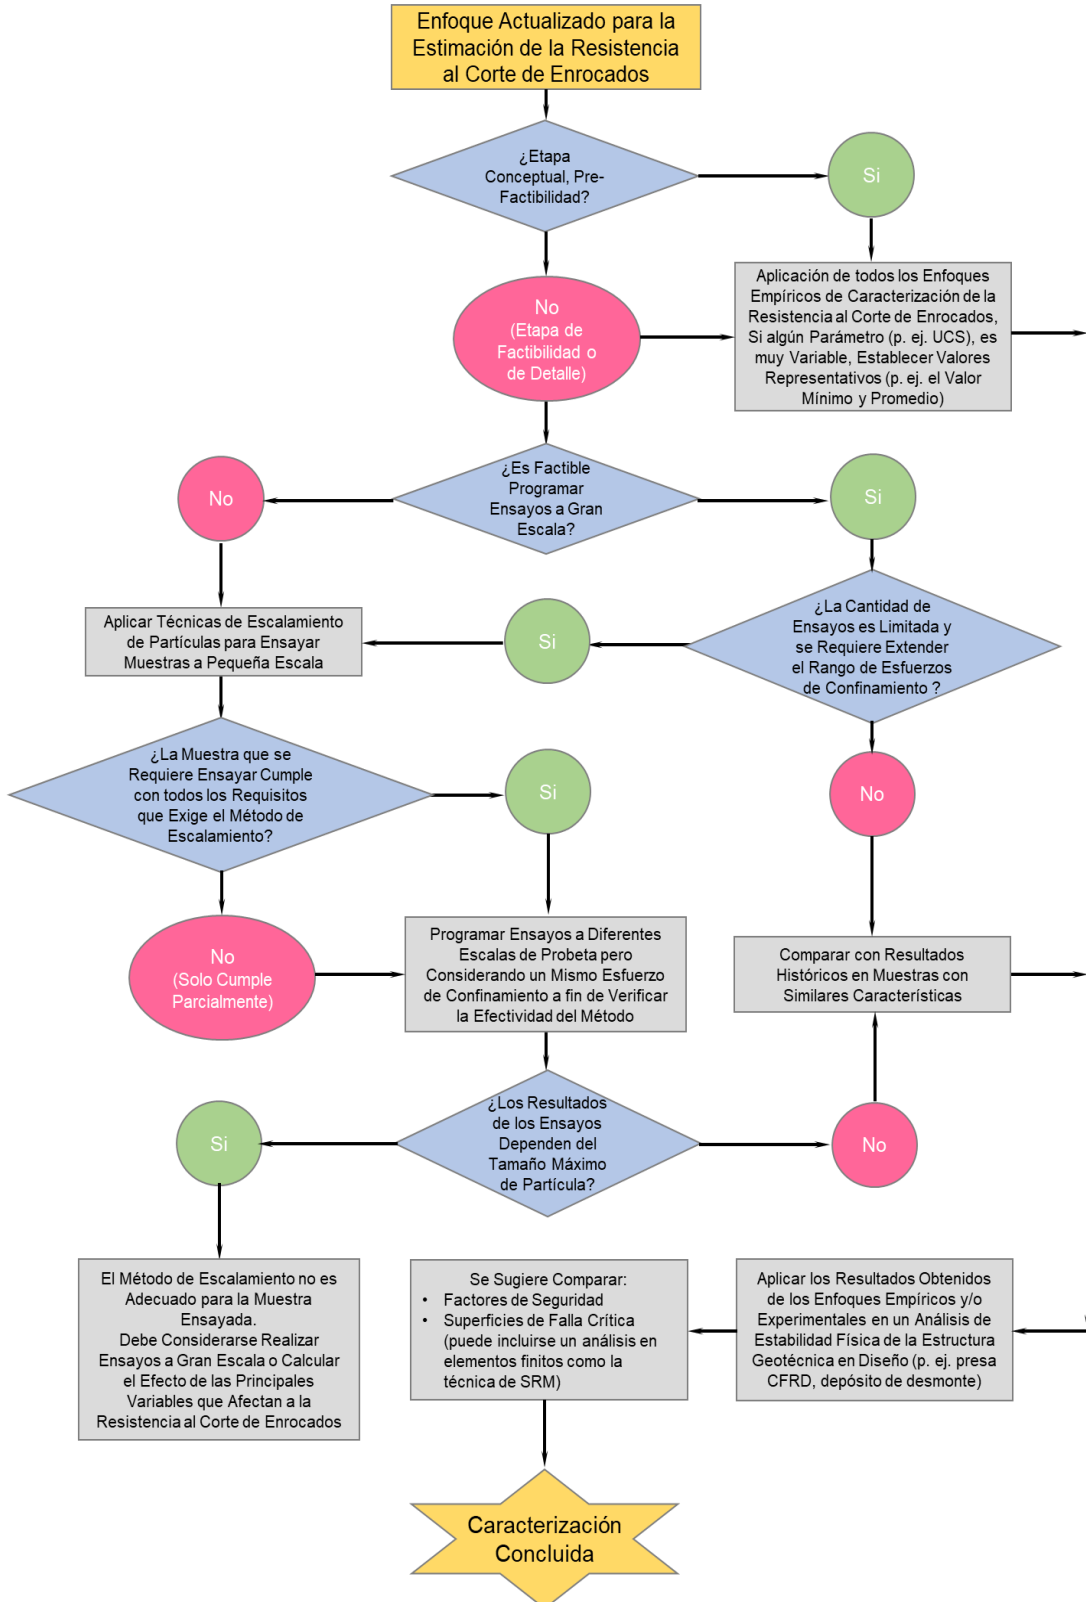 Enfoque Actualizado para la
Estimación de la Resistencia
al Corte de Enrocados
¿Etapa
Conceptual, Pre-
Factibilidad?
Si
No
(Etapa de
Factibilidad o
de Detalle)
Aplicación de todos los Enfoques
Empíricos de Caracterización de la
Resistencia al Corte de Enrocados,
Si algún Parámetro (p. ej. UCS), es
muy Variable, Establecer Valores
Representativos (p. ej. el Valor
Mínimo y Promedio)
¿Es Factible
Programar
Ensayos a Gran
Escala?
No
Si
Aplicar Técnicas de Escalamiento
de Partículas para Ensayar
Muestras a Pequeña Escala
Si
¿La Cantidad de
Ensayos es Limitada y
se Requiere Extender
el Rango de Esfuerzos
de Confinamiento ?
¿La Muestra que se
Requiere Ensayar Cumple
con todos los Requisitos
que Exige el Método de
Escalamiento?
Si
No
No
(Solo Cumple
Parcialmente)
Programar Ensayos a Diferentes
Escalas de Probeta pero
Considerando un Mismo Esfuerzo
de Confinamiento a fin de Verificar
la Efectividad del Método
Comparar con Resultados
Históricos en Muestras con
Similares Características
¿Los Resultados
de los Ensayos
Dependen del
Tamaño Máximo
de Partícula?
Si
No
El Método de Escalamiento no es
Adecuado para la Muestra
Ensayada.
Debe Considerarse Realizar
Ensayos a Gran Escala o Calcular
el Efecto de las Principales
Variables que Afectan a la
Resistencia al Corte de Enrocados
Se Sugiere Comparar:
• Factores de Seguridad
• Superficies de Falla Crítica
(puede incluirse un análisis en
elementos finitos como la
técnica de SRM)
Aplicar los Resultados Obtenidos
de los Enfoques Empíricos y/o
Experimentales en un Análisis de
Estabilidad Física de la Estructura
Geotécnica en Diseño (p. ej. presa
CFRD, depósito de desmonte)
Caracterización
Concluida